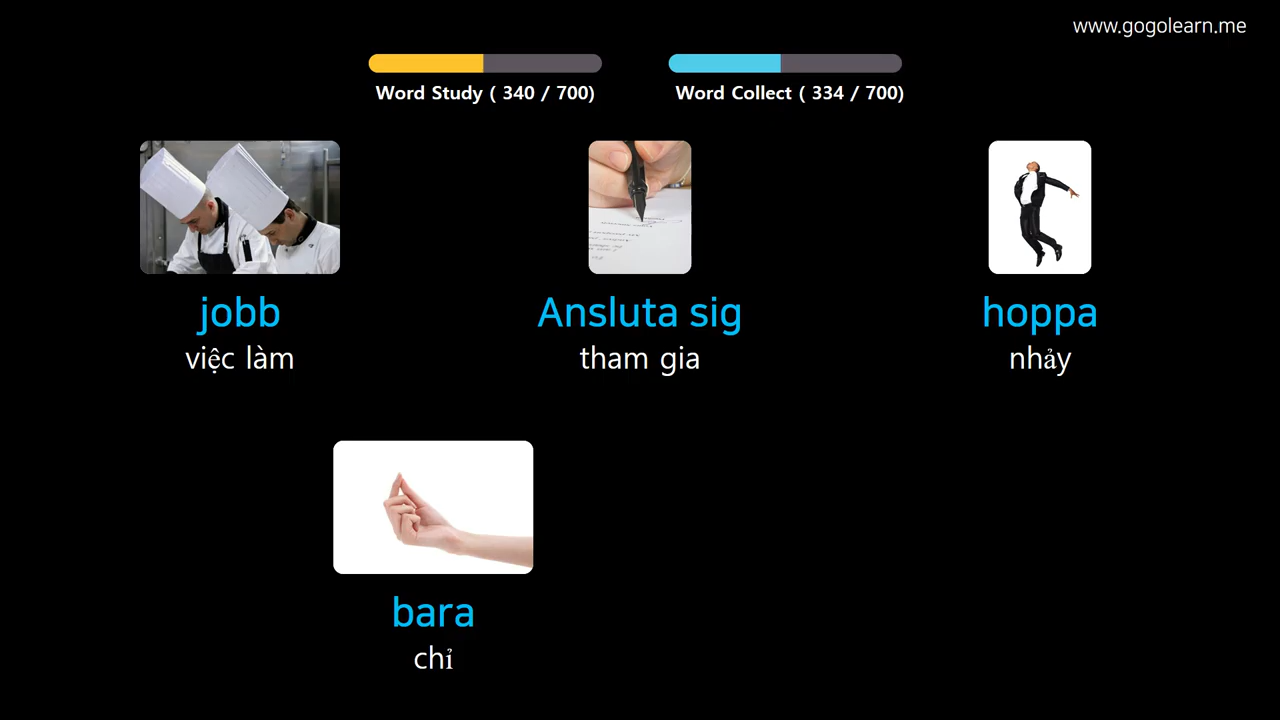 www.gogolearn.me
Word Study ( 340 / 700)
Word Collect ( 334 / 700)
jobb
Ansluta sig
hoppa
việc làm
tham gia
nhảy
bara
chỉ